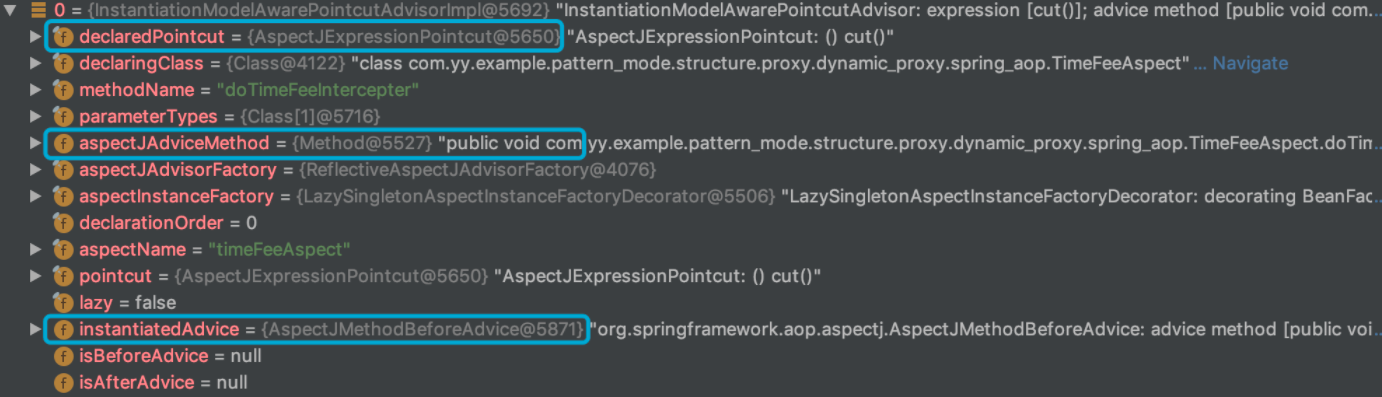 0 = {InstantiationModelAwarePointcutAdvisorImpl@5692} "InstantiationModelAwarePointcutAdvisor: expression [cut()]; advice method [public void com...
f declaredPointcut = {AspectJExpressionPointcut@5650} "AspectJExpressionPointcut: () cut()"
f declaringClass = {Class@4122} "class com.yy.example.pattern_mode.structure.proxy.dynamic_proxy.spring_aop.TimeFeeAspect" ... Navigate
f methodName = "doTimeFeeIntercepter"
f parameterTypes = {Class[1]@5716}
f aspectJAdviceMethod = {Method@5527} "public void com.yy.example.pattern_mode.structure.proxy.dynamic_proxy.spring_aop.TimeFeeAspect.doTim...
f aspectJAdvisorFactory = {ReflectiveAspectJAdvisorFactory@4076}
f aspectInstanceFactory = {LazySingletonAspectInstanceFactoryDecorator@5506} "LazySingletonAspectInstanceFactoryDecorator: decorating BeanFac...
f declarationOrder = 0
f aspectName = "timeFeeAspect"
f pointcut = {AspectJExpressionPointcut@5650} "AspectJExpressionPointcut: () cut()"
f lazy = false
f instantiatedAdvice = {AspectJMethodBeforeAdvice@5871} "org.springframework.aop.aspectj.AspectJMethodBeforeAdvice: advice method [public voi...
f isBeforeAdvice = null
f isAfterAdvice = null